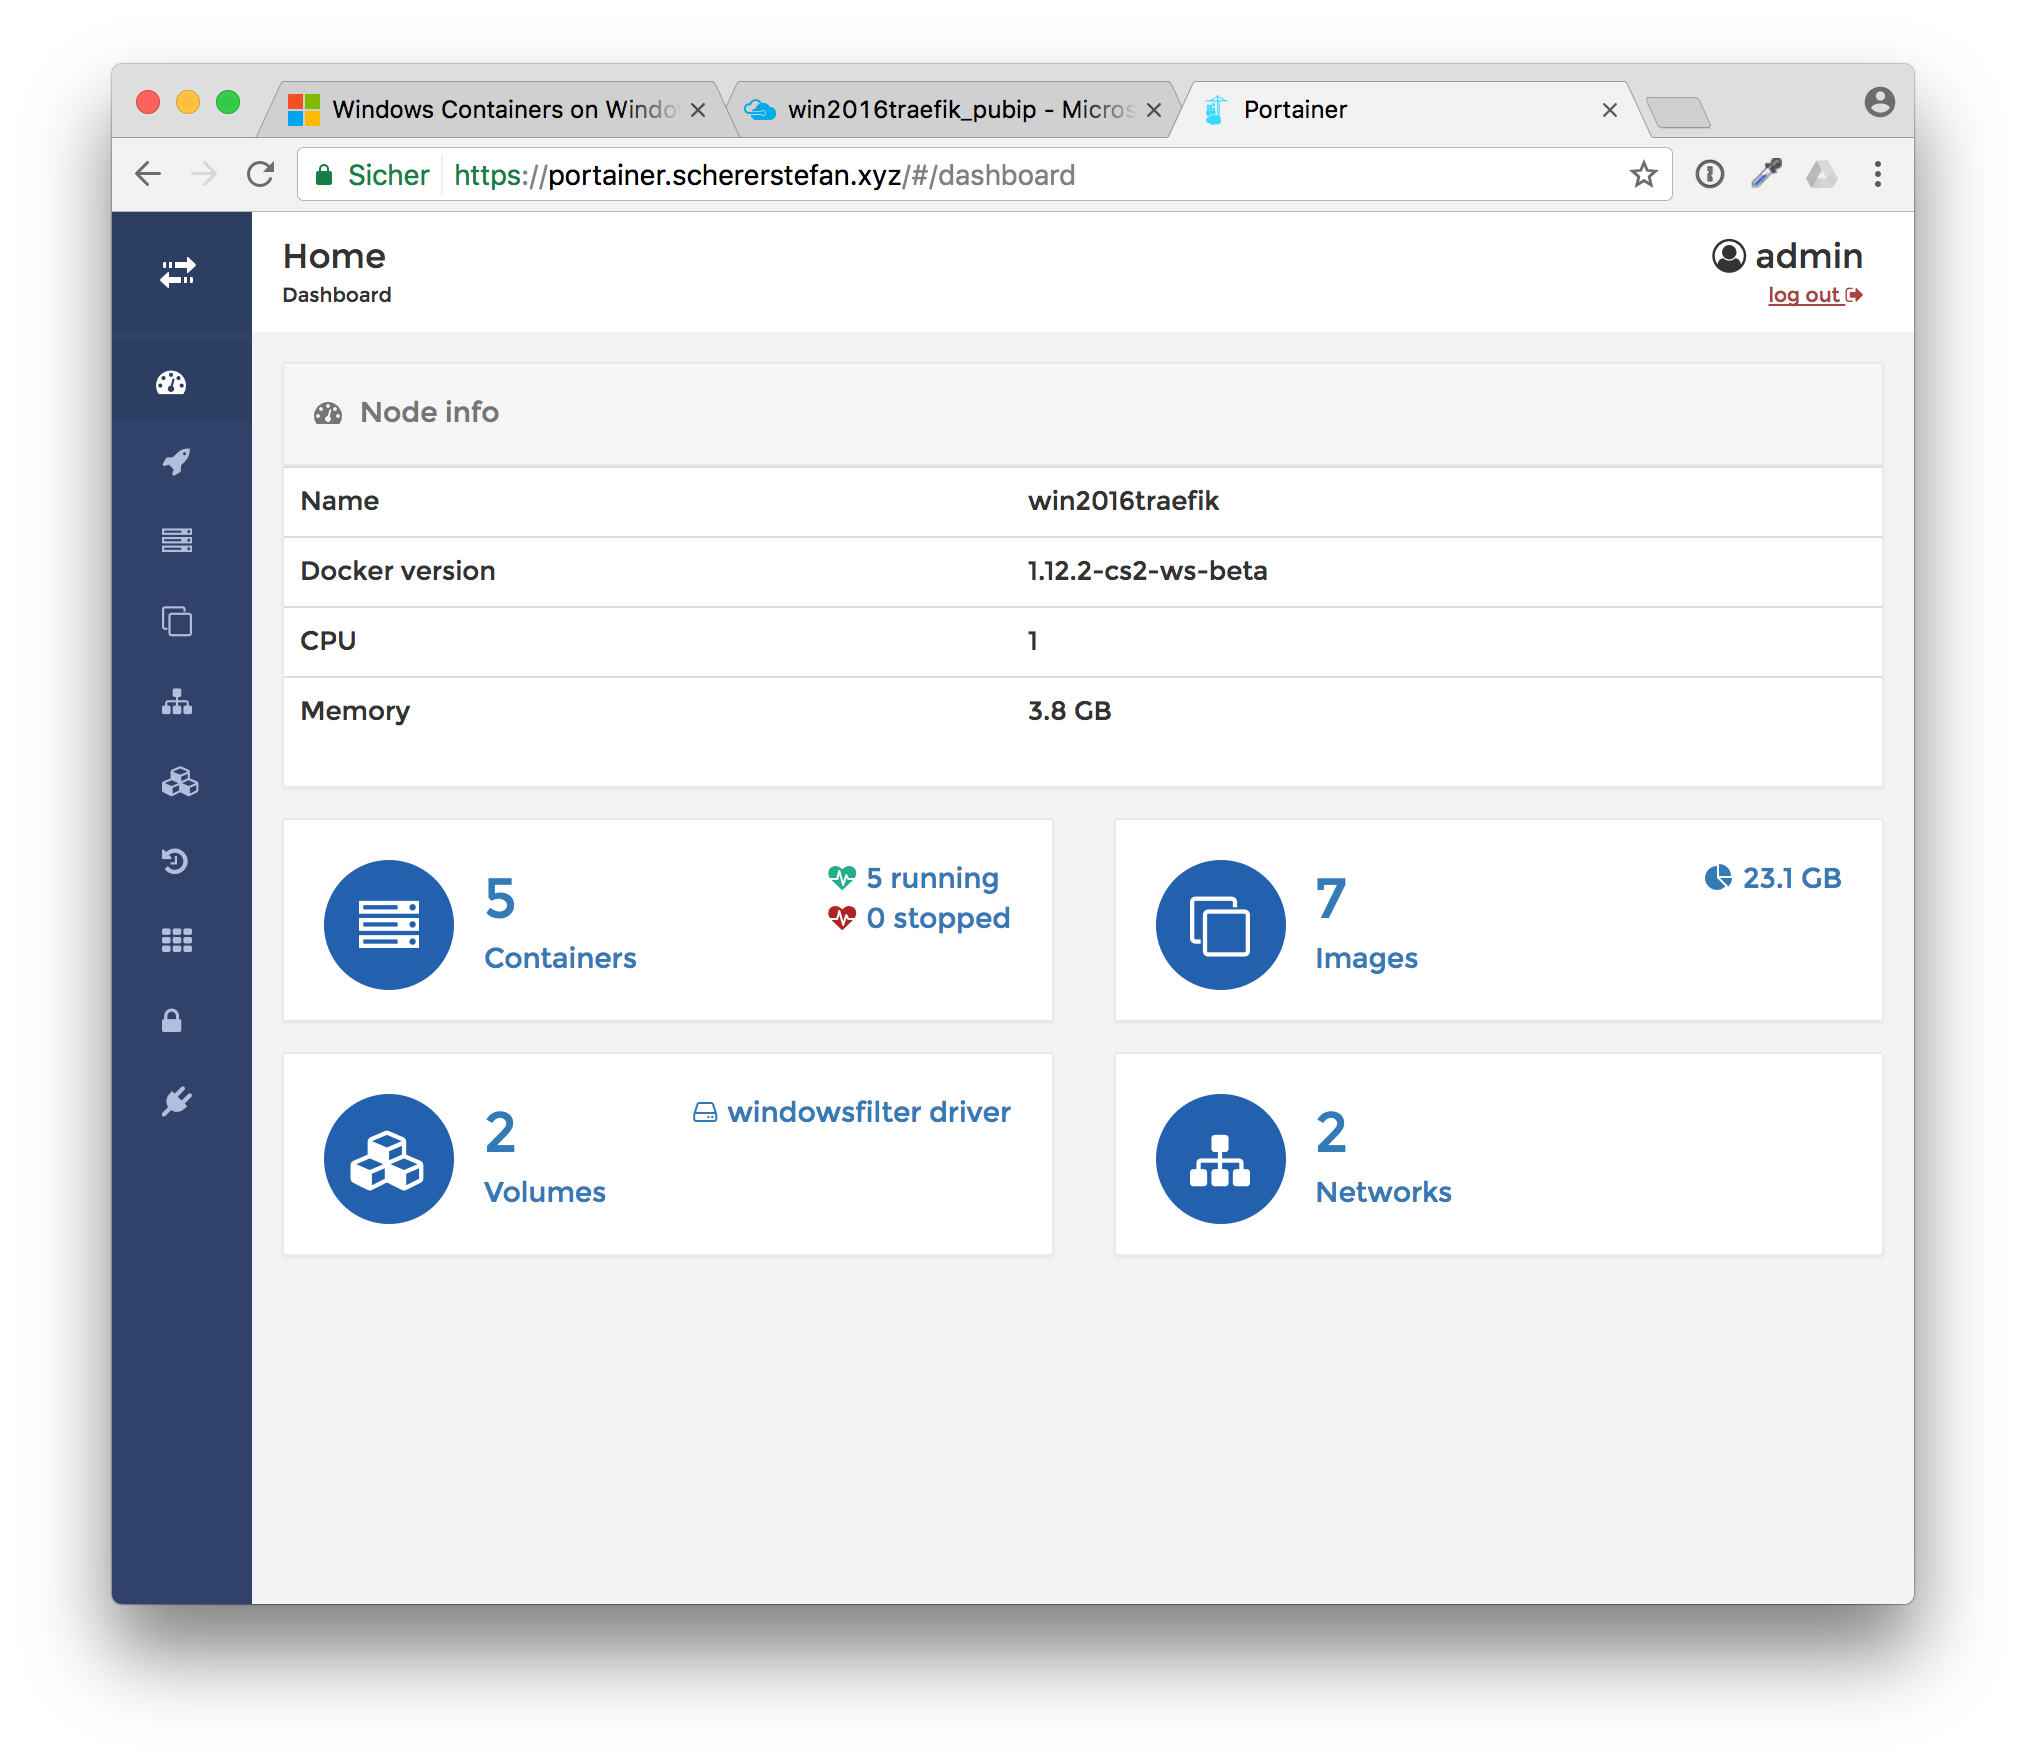 Windows Containers on Windo
win2016traefik_pubip - Micros
Portainer
Sicher
https://portainer.schererstefan.xyz/#/dashboard
Home
admin
Dashboard
log out
Node info
Name win2016traefik
Docker version 1.12.2-cs2-ws-beta
CPU 1
Memory 3.8 GB
5
Containers
5 running
0 stopped
7
Images
23.1 GB
2
Volumes
windowsfilter driver
2
Networks